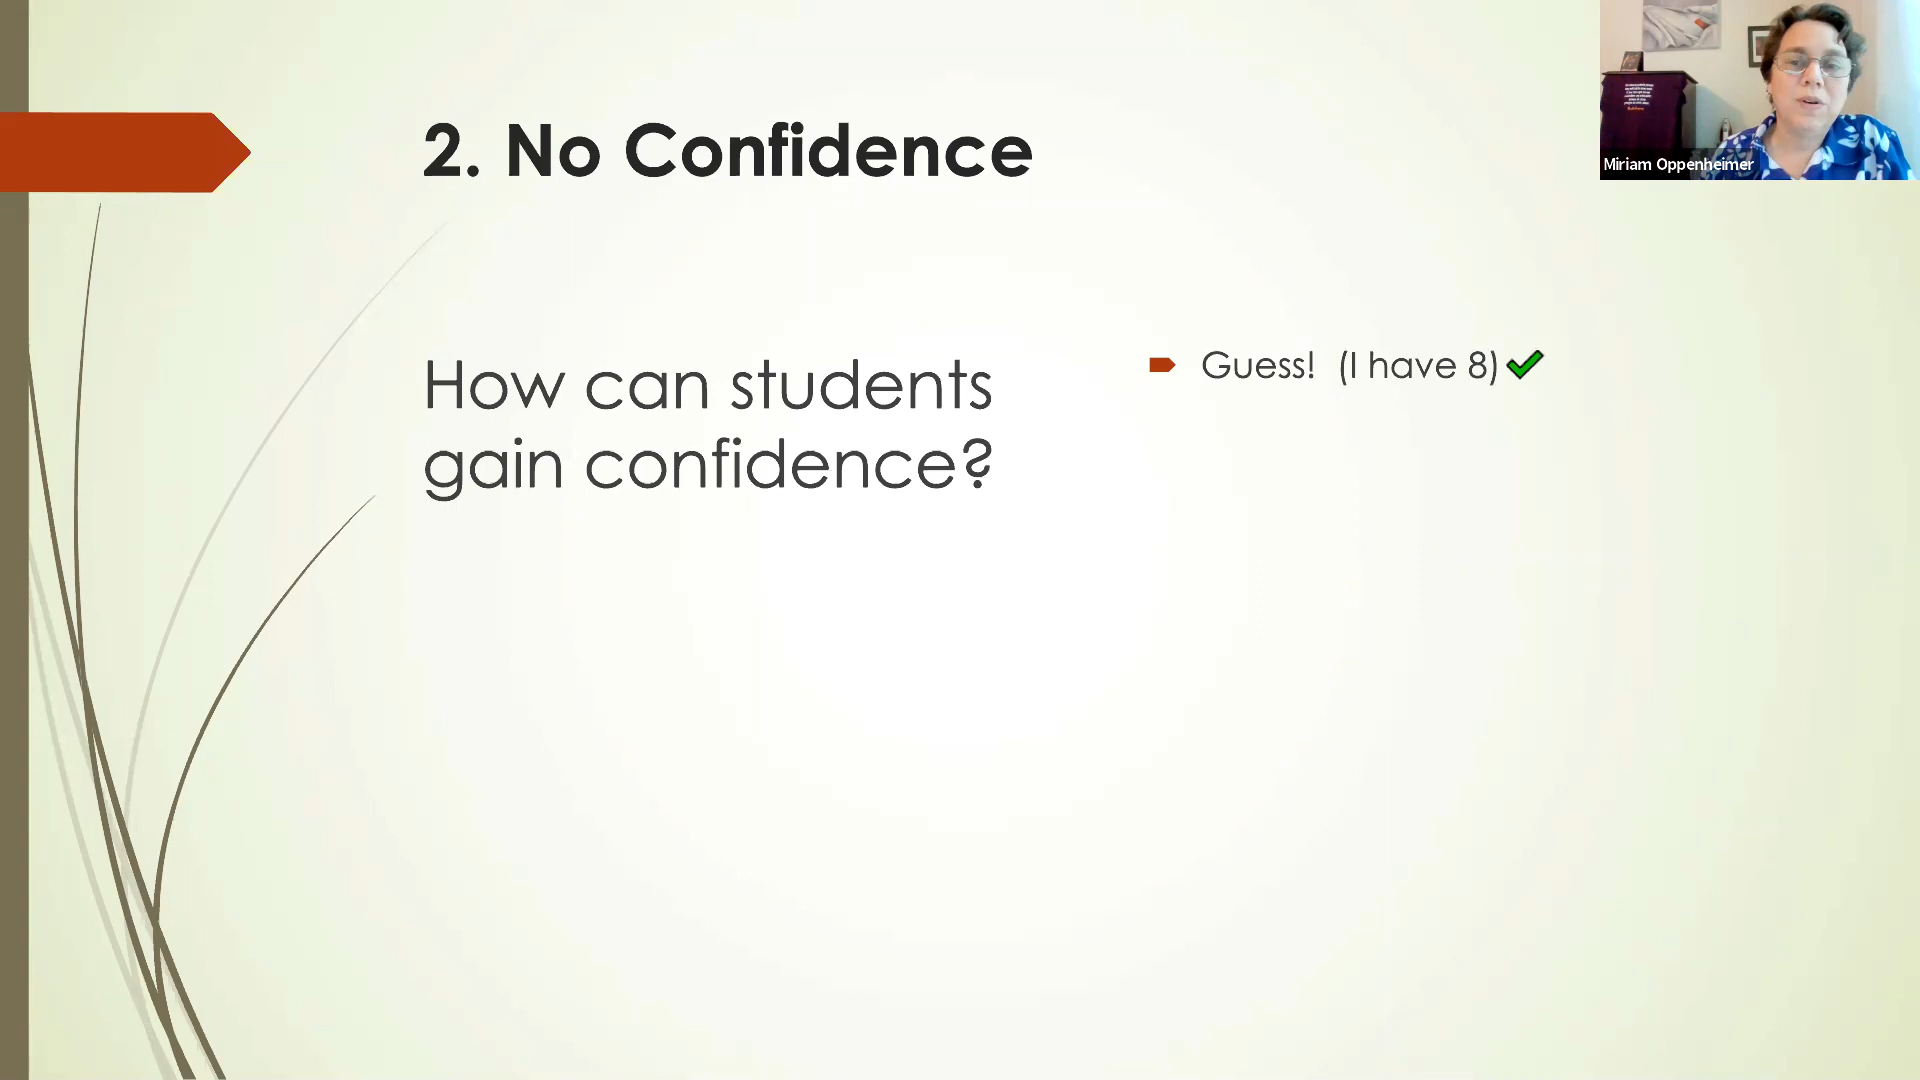 2. No Confidence
How can students
gain confidence?
Guess! (I have 8)
Miriam Oppenheimer